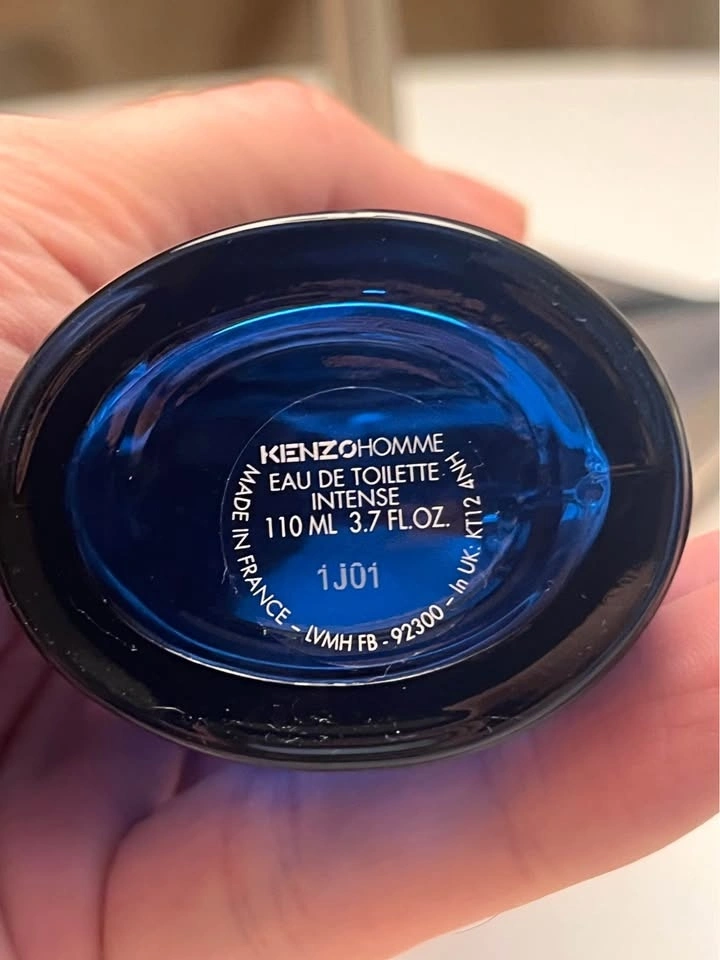 KENZOHOMME
EAU DE TOILETTE
INTENSE
110 ML 3.7 FL.OZ.
1J01
MADE IN FRANCE – LVMH FB - 92300 – In UK: KT12 4NH